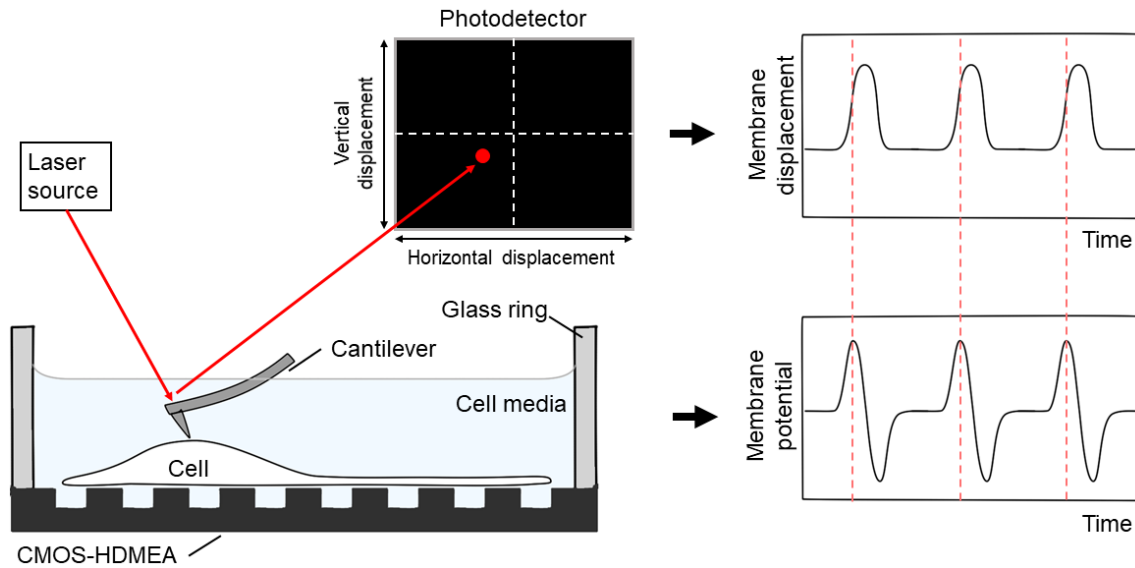 Photodetector
Vertical
displacement
Horizontal displacement
Laser
source
Membrane
displacement
Time
Glass ring
Cantilever
Cell media
Cell
CMOS-HDMEA
Membrane
potential
Time